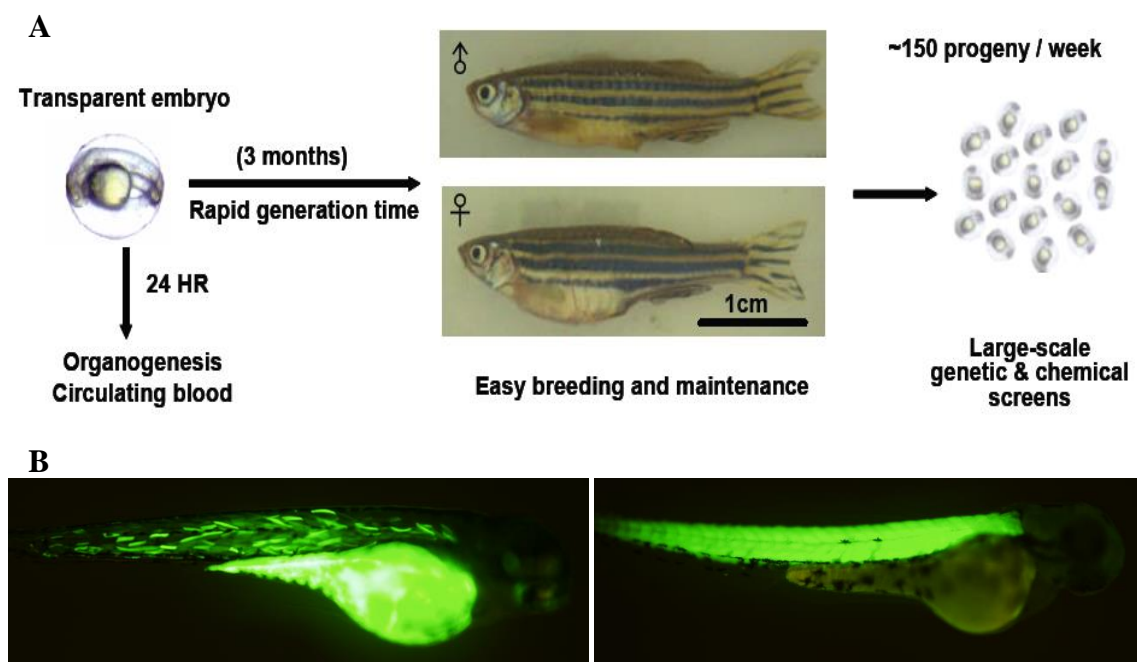 A
Transparent embryo
(3 months)
Rapid generation time
24 HR
Organogenesis
Circulating blood
♂
♀
1cm
Easy breeding and maintenance
~150 progeny / week
Large-scale
genetic & chemical
screens
B